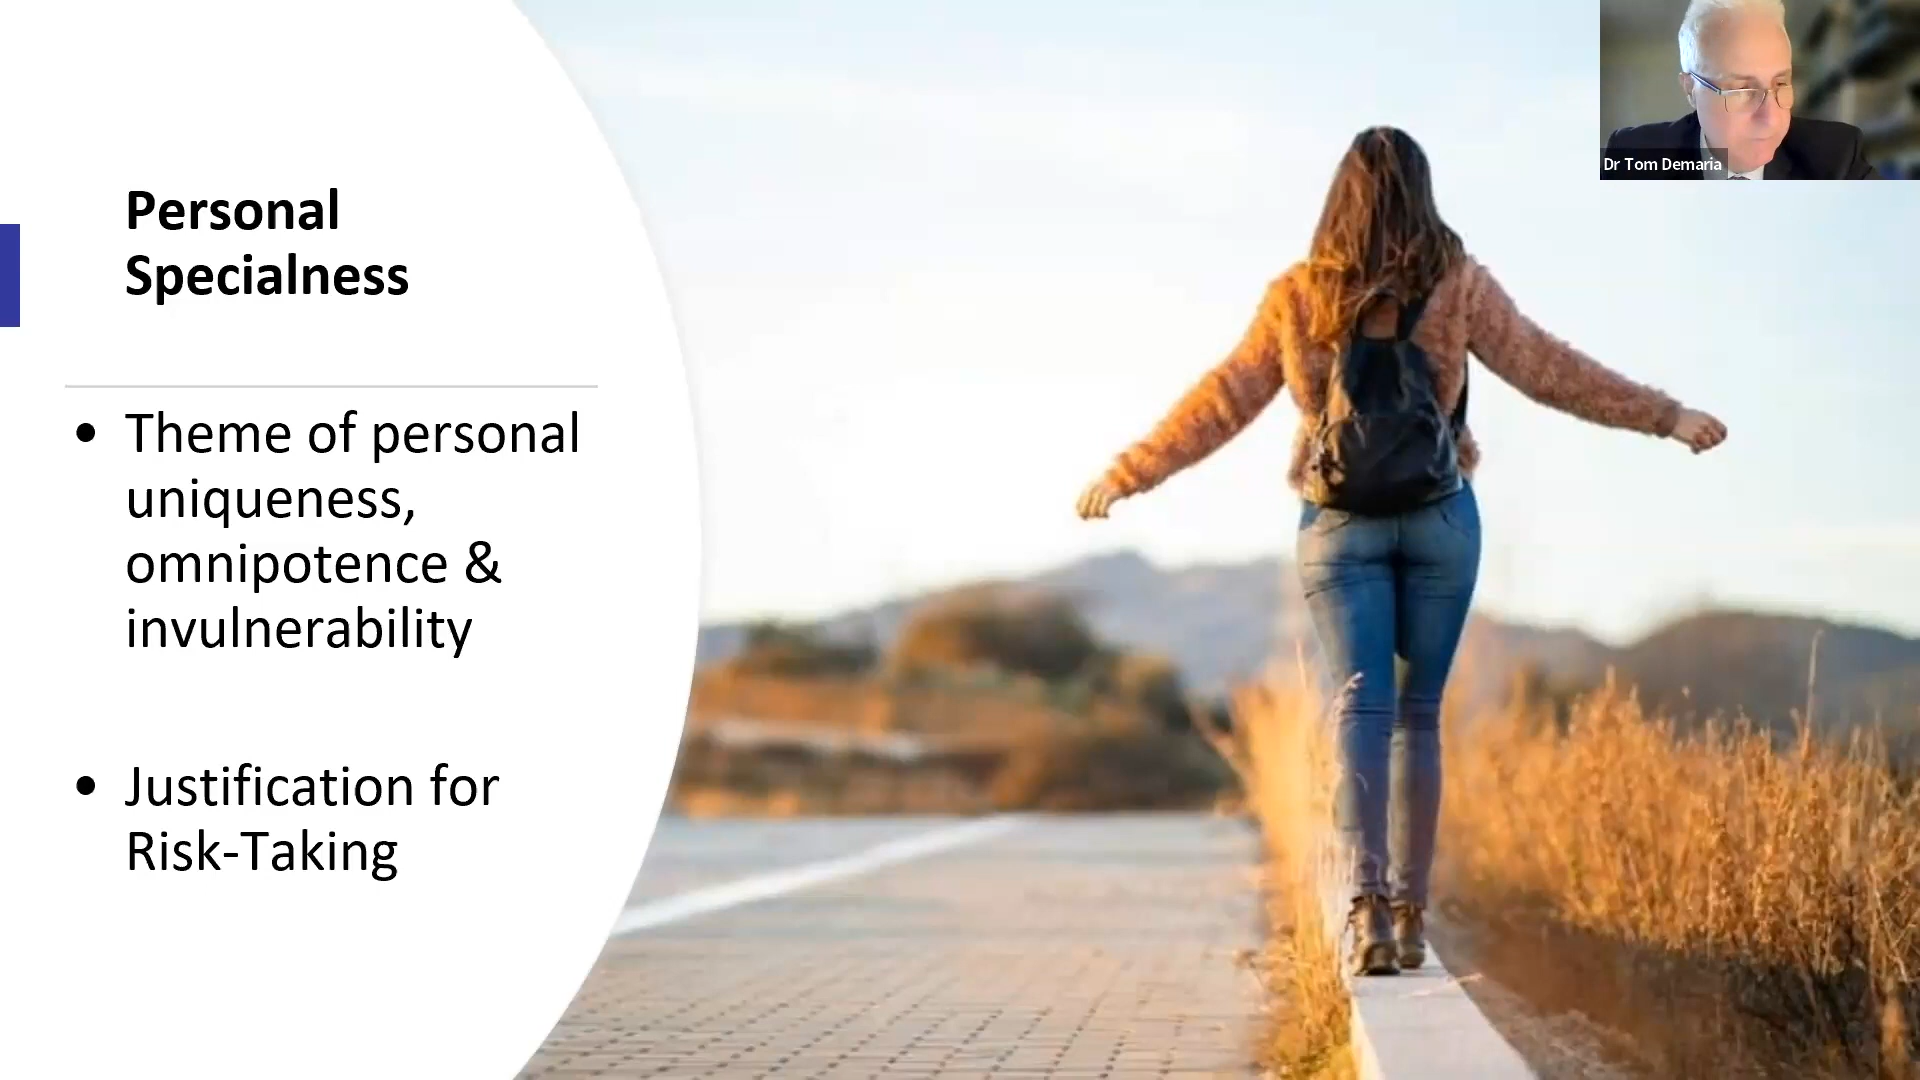 Personal
Specialness
• Theme of personal
uniqueness,
omnipotence &
invulnerability
• Justification for
Risk-Taking
Dr Tom Demaria